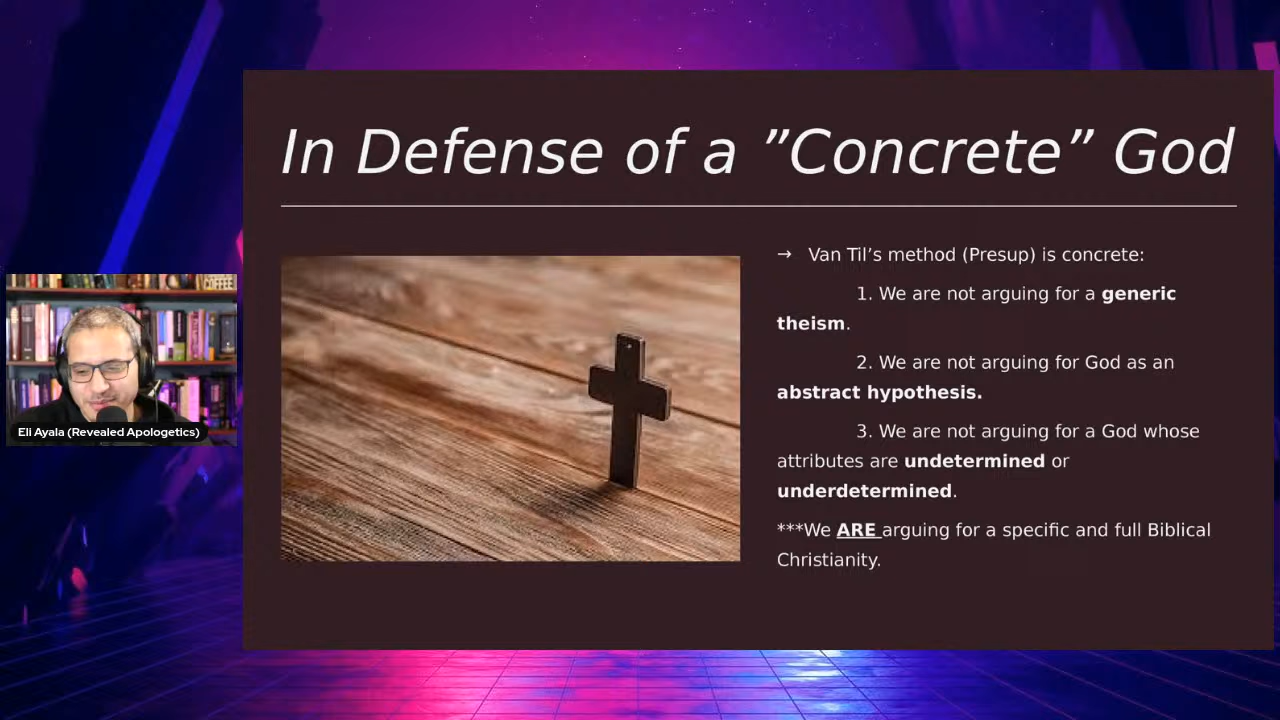 In Defense of a ”Concrete” God
→ Van Til’s method (Presup) is concrete:
1. We are not arguing for a generic
theism.
2. We are not arguing for God as an
abstract hypothesis.
3. We are not arguing for a God whose
attributes are undetermined or
underdetermined.
***We ARE arguing for a specific and full Biblical
Christianity.
COFFEE
Eli Ayala (Revealed Apologetics)